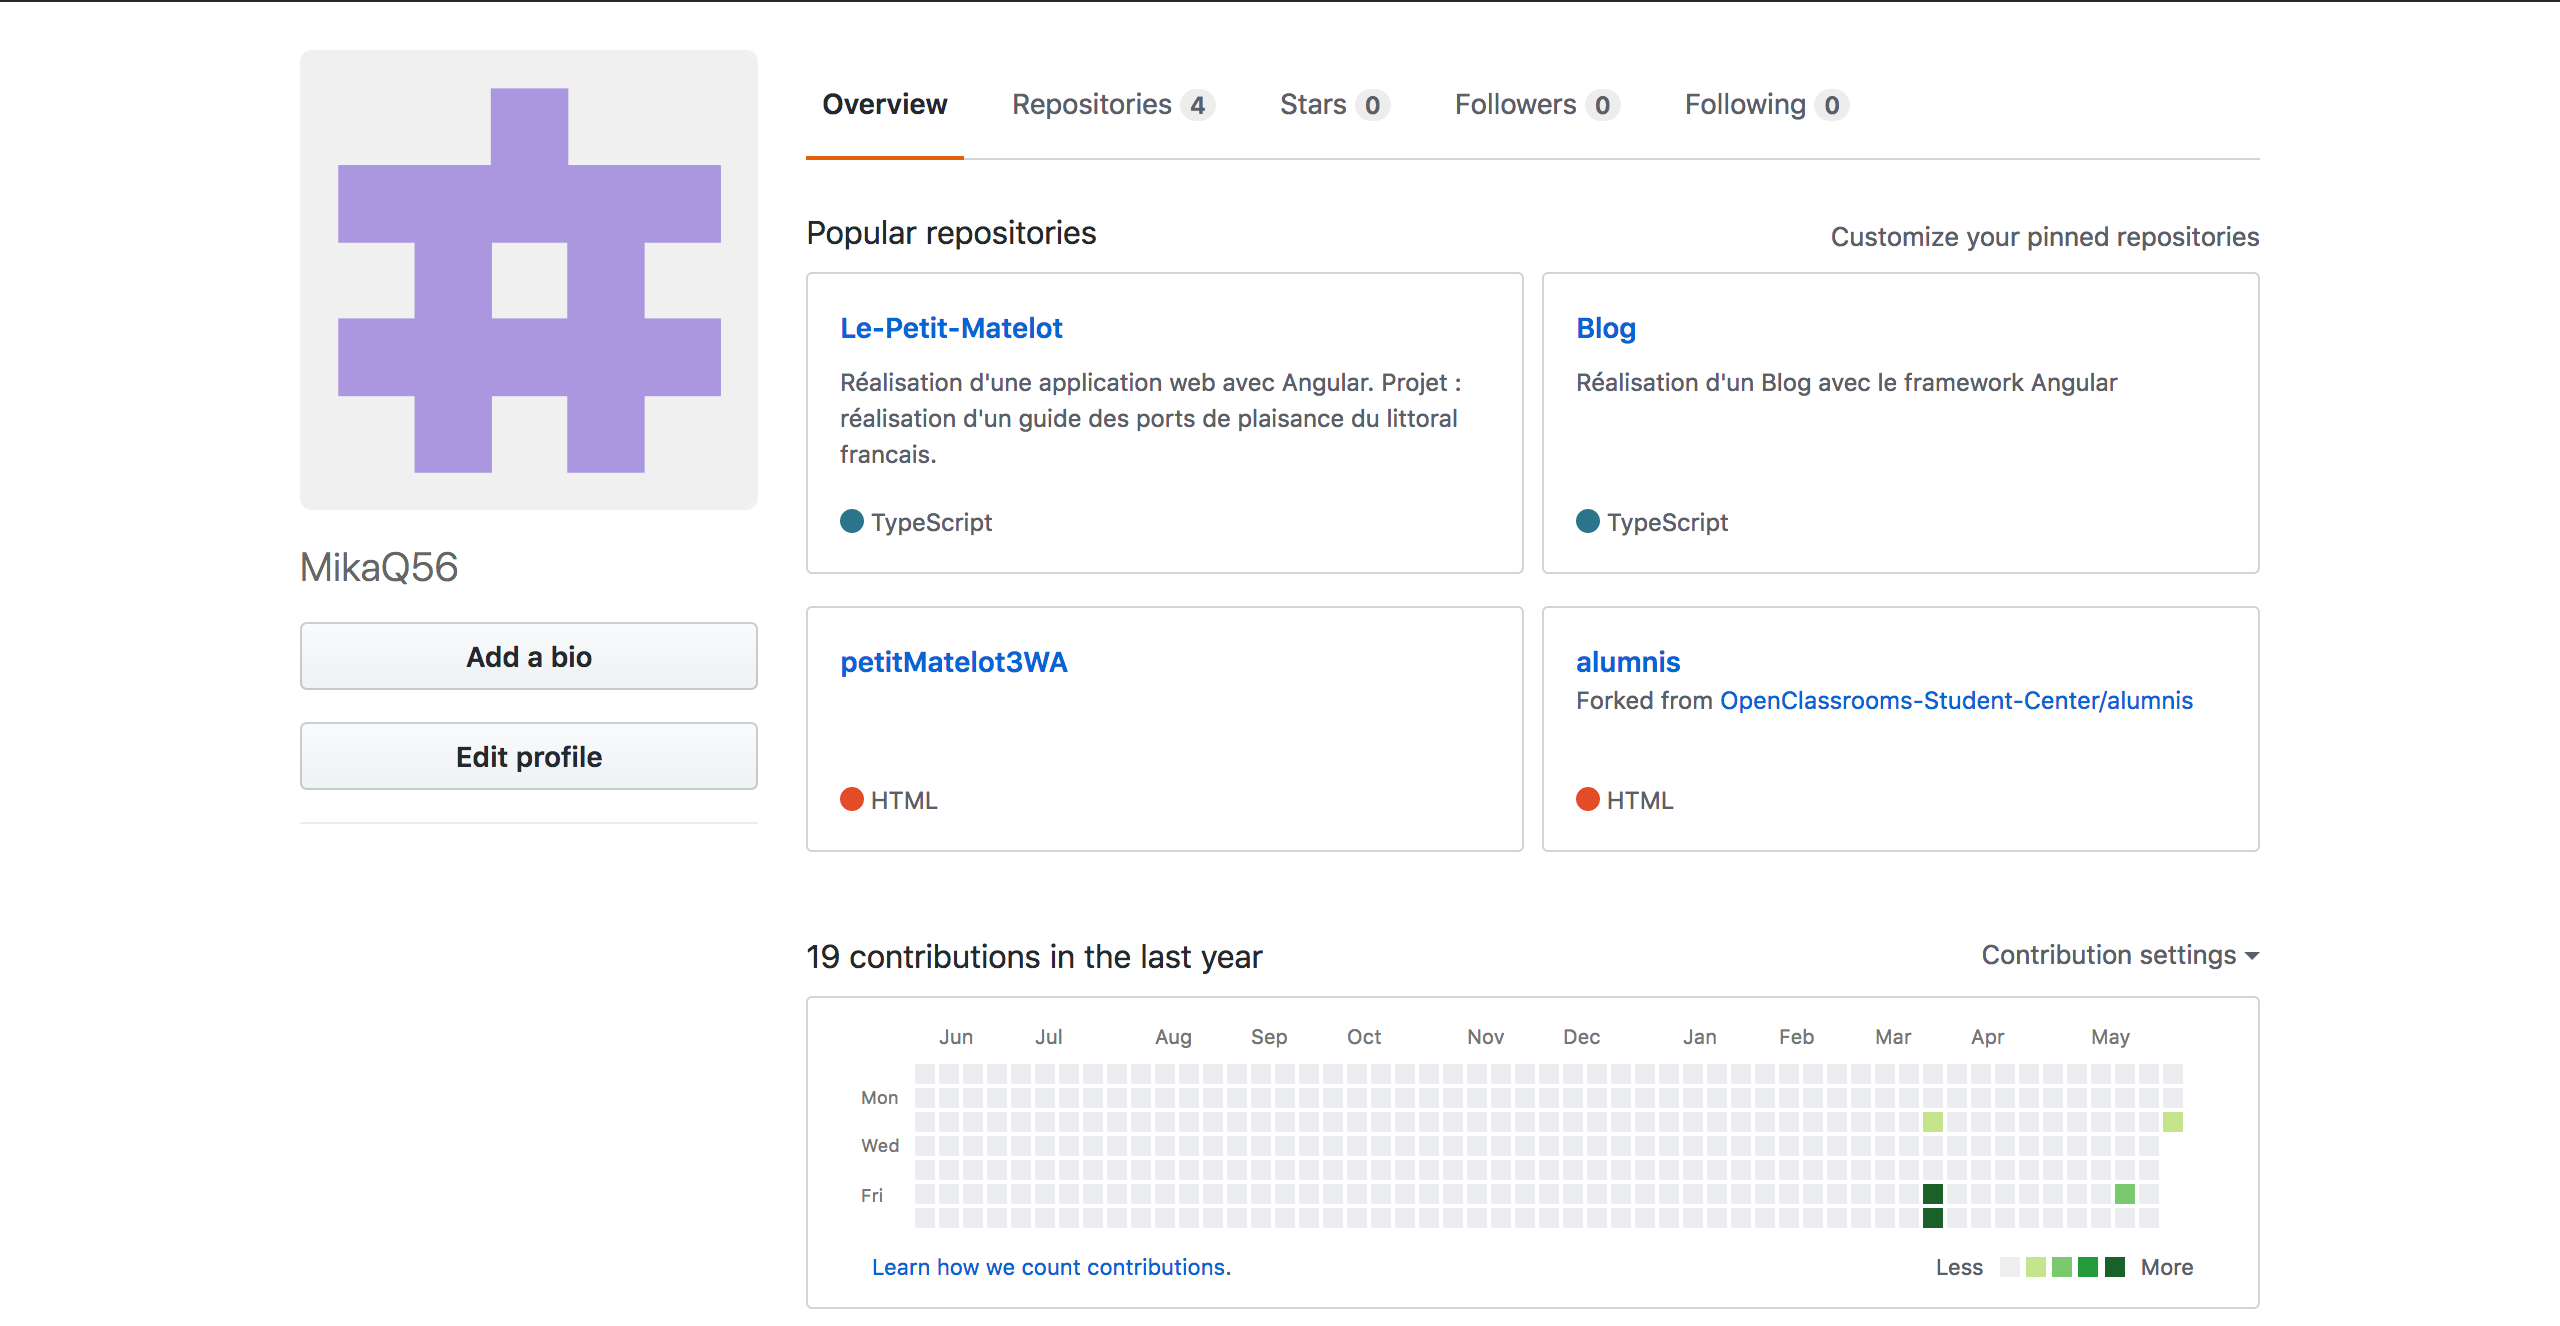 Overview Repositories 4 Stars 0 Followers 0 Following 0
MikaQ56
Add a bio
Edit profile
Popular repositories
Customize your pinned repositories
Le-Petit-Matelot
Réalisation d'une application web avec Angular. Projet :
réalisation d'un guide des ports de plaisance du littoral
francais.
TypeScript
Blog
Réalisation d'un Blog avec le framework Angular
TypeScript
petitMatelot3WA
HTML
alumnis
Forked from OpenClassrooms-Student-Center/alumnis
HTML
19 contributions in the last year
Contribution settings
Jun Jul Aug Sep Oct Nov Dec Jan Feb Mar Apr May
Mon
Wed
Fri
Learn how we count contributions.
Less More